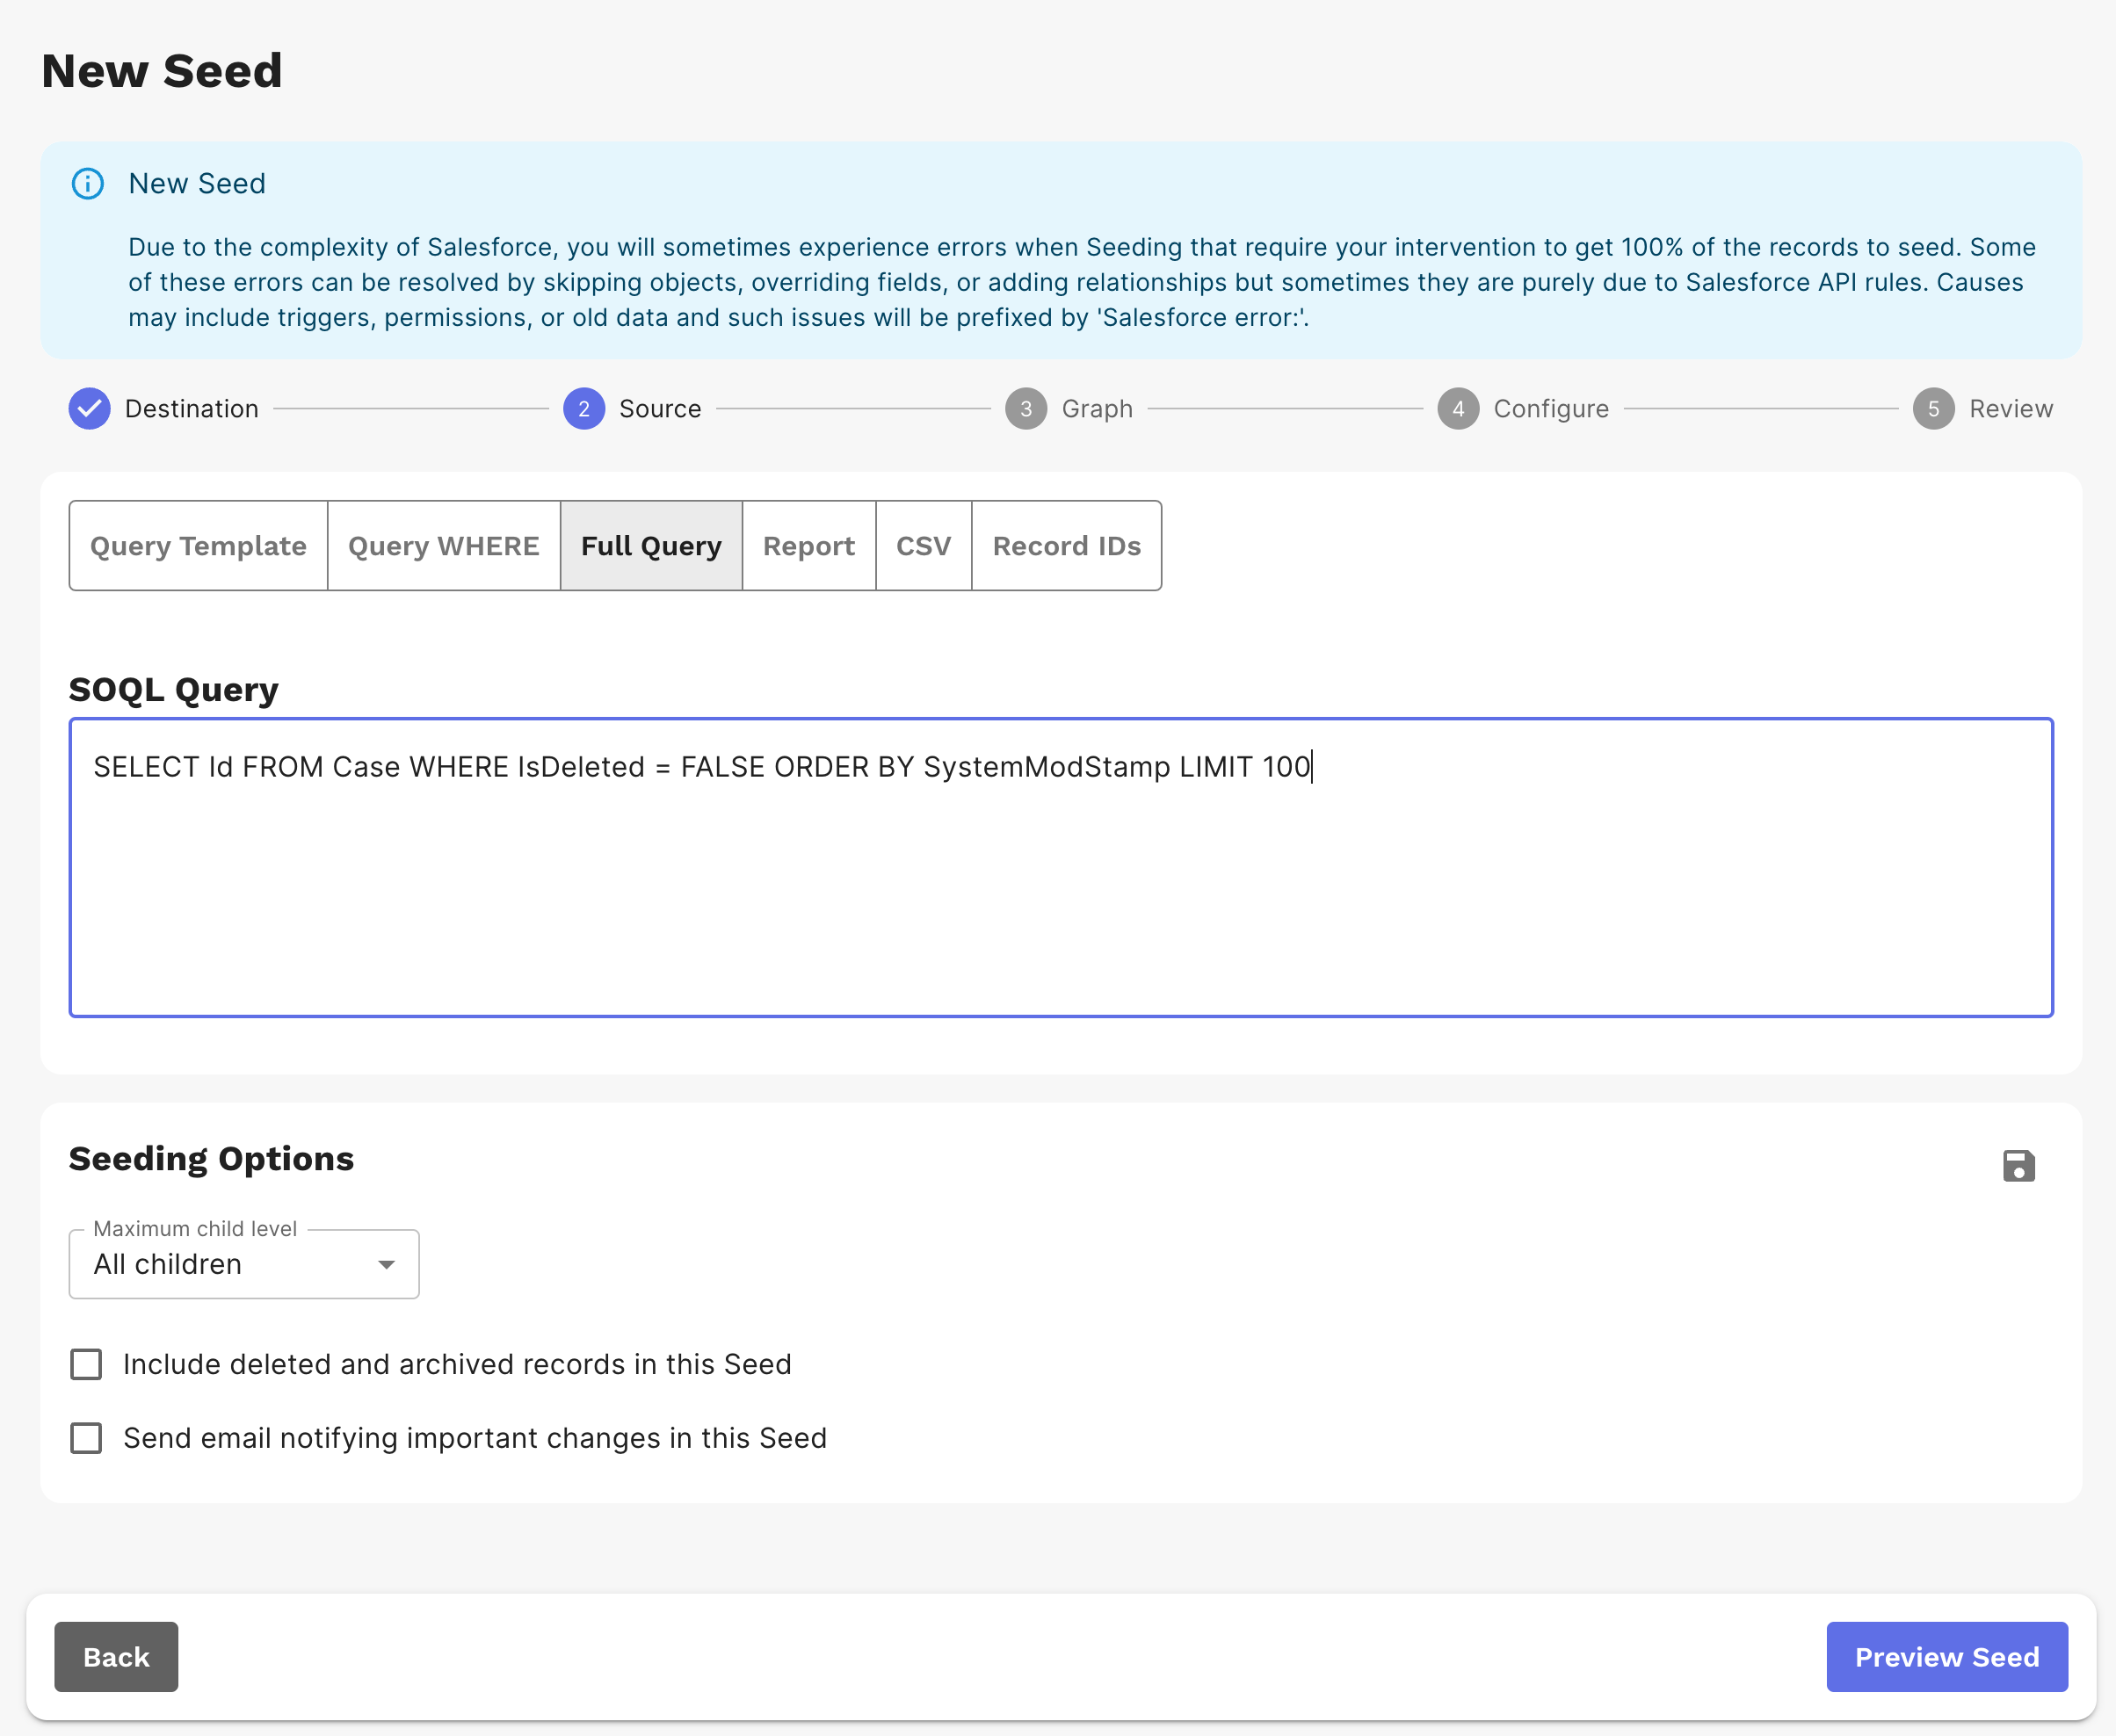 New Seed
New Seed
Due to the complexity of Salesforce, you will sometimes experience errors when Seeding that require your intervention to get 100% of the records to seed. Some
of these errors can be resolved by skipping objects, overriding fields, or adding relationships but sometimes they are purely due to Salesforce API rules. Causes
may include triggers, permissions, or old data and such issues will be prefixed by 'Salesforce error:'.
Destination 2 Source 3 Graph 4 Configure 5 Review
Query Template Query WHERE Full Query Report CSV Record IDs
SOQL Query
SELECT Id FROM Case WHERE IsDeleted = FALSE ORDER BY SystemModStamp LIMIT 100
Seeding Options
Maximum child level
All children
Include deleted and archived records in this Seed
Send email notifying important changes in this Seed
Back Preview Seed